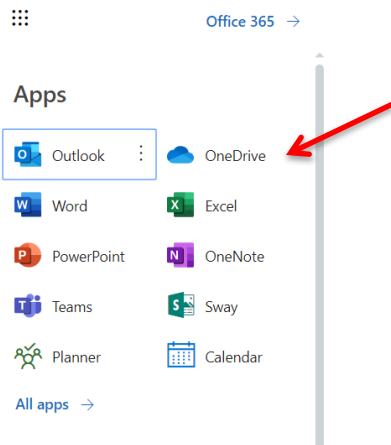 Office 365 →
Apps
Outlook
OneDrive
Word
Excel
PowerPoint
OneNote
Teams
Sway
Planner
Calendar
All apps →